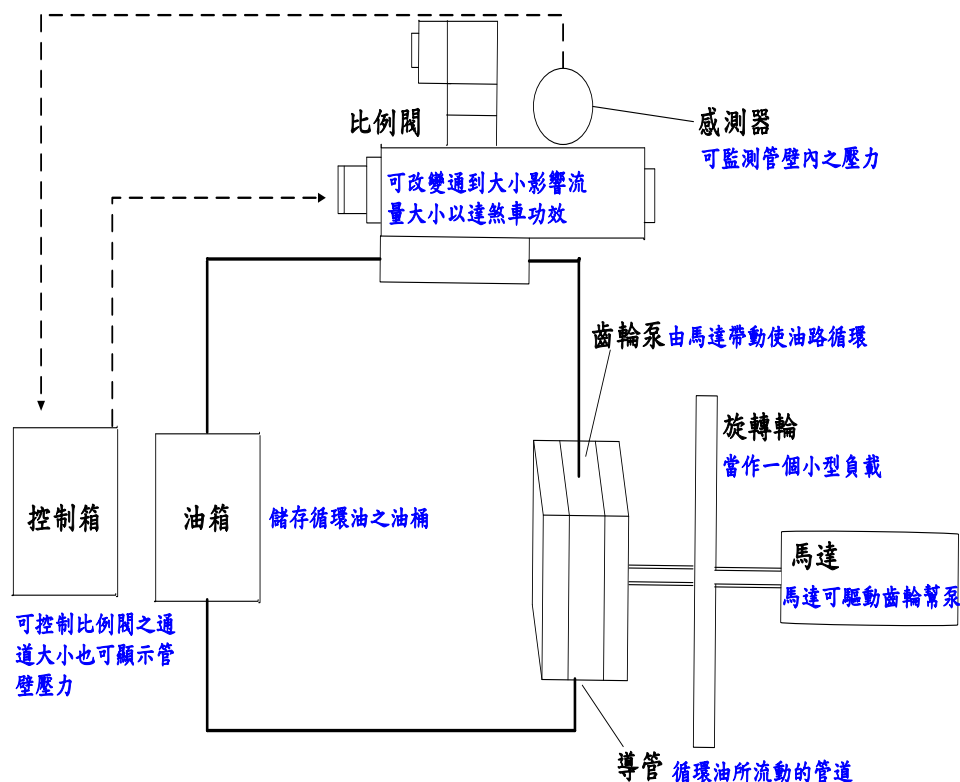 比例閥
感測器
可監測管壁內之壓力
可改變通到大小影響流
量大小以達煞車功效
齒輪泵 由馬達帶動使油路循環
旋轉輪
當作一個小型負載
控制箱
油箱
儲存循環油之油桶
馬達
馬達可驅動齒輪幫泵
可控制比例閥之通
道大小也可顯示管
壁壓力
導管 循環油所流動的管道